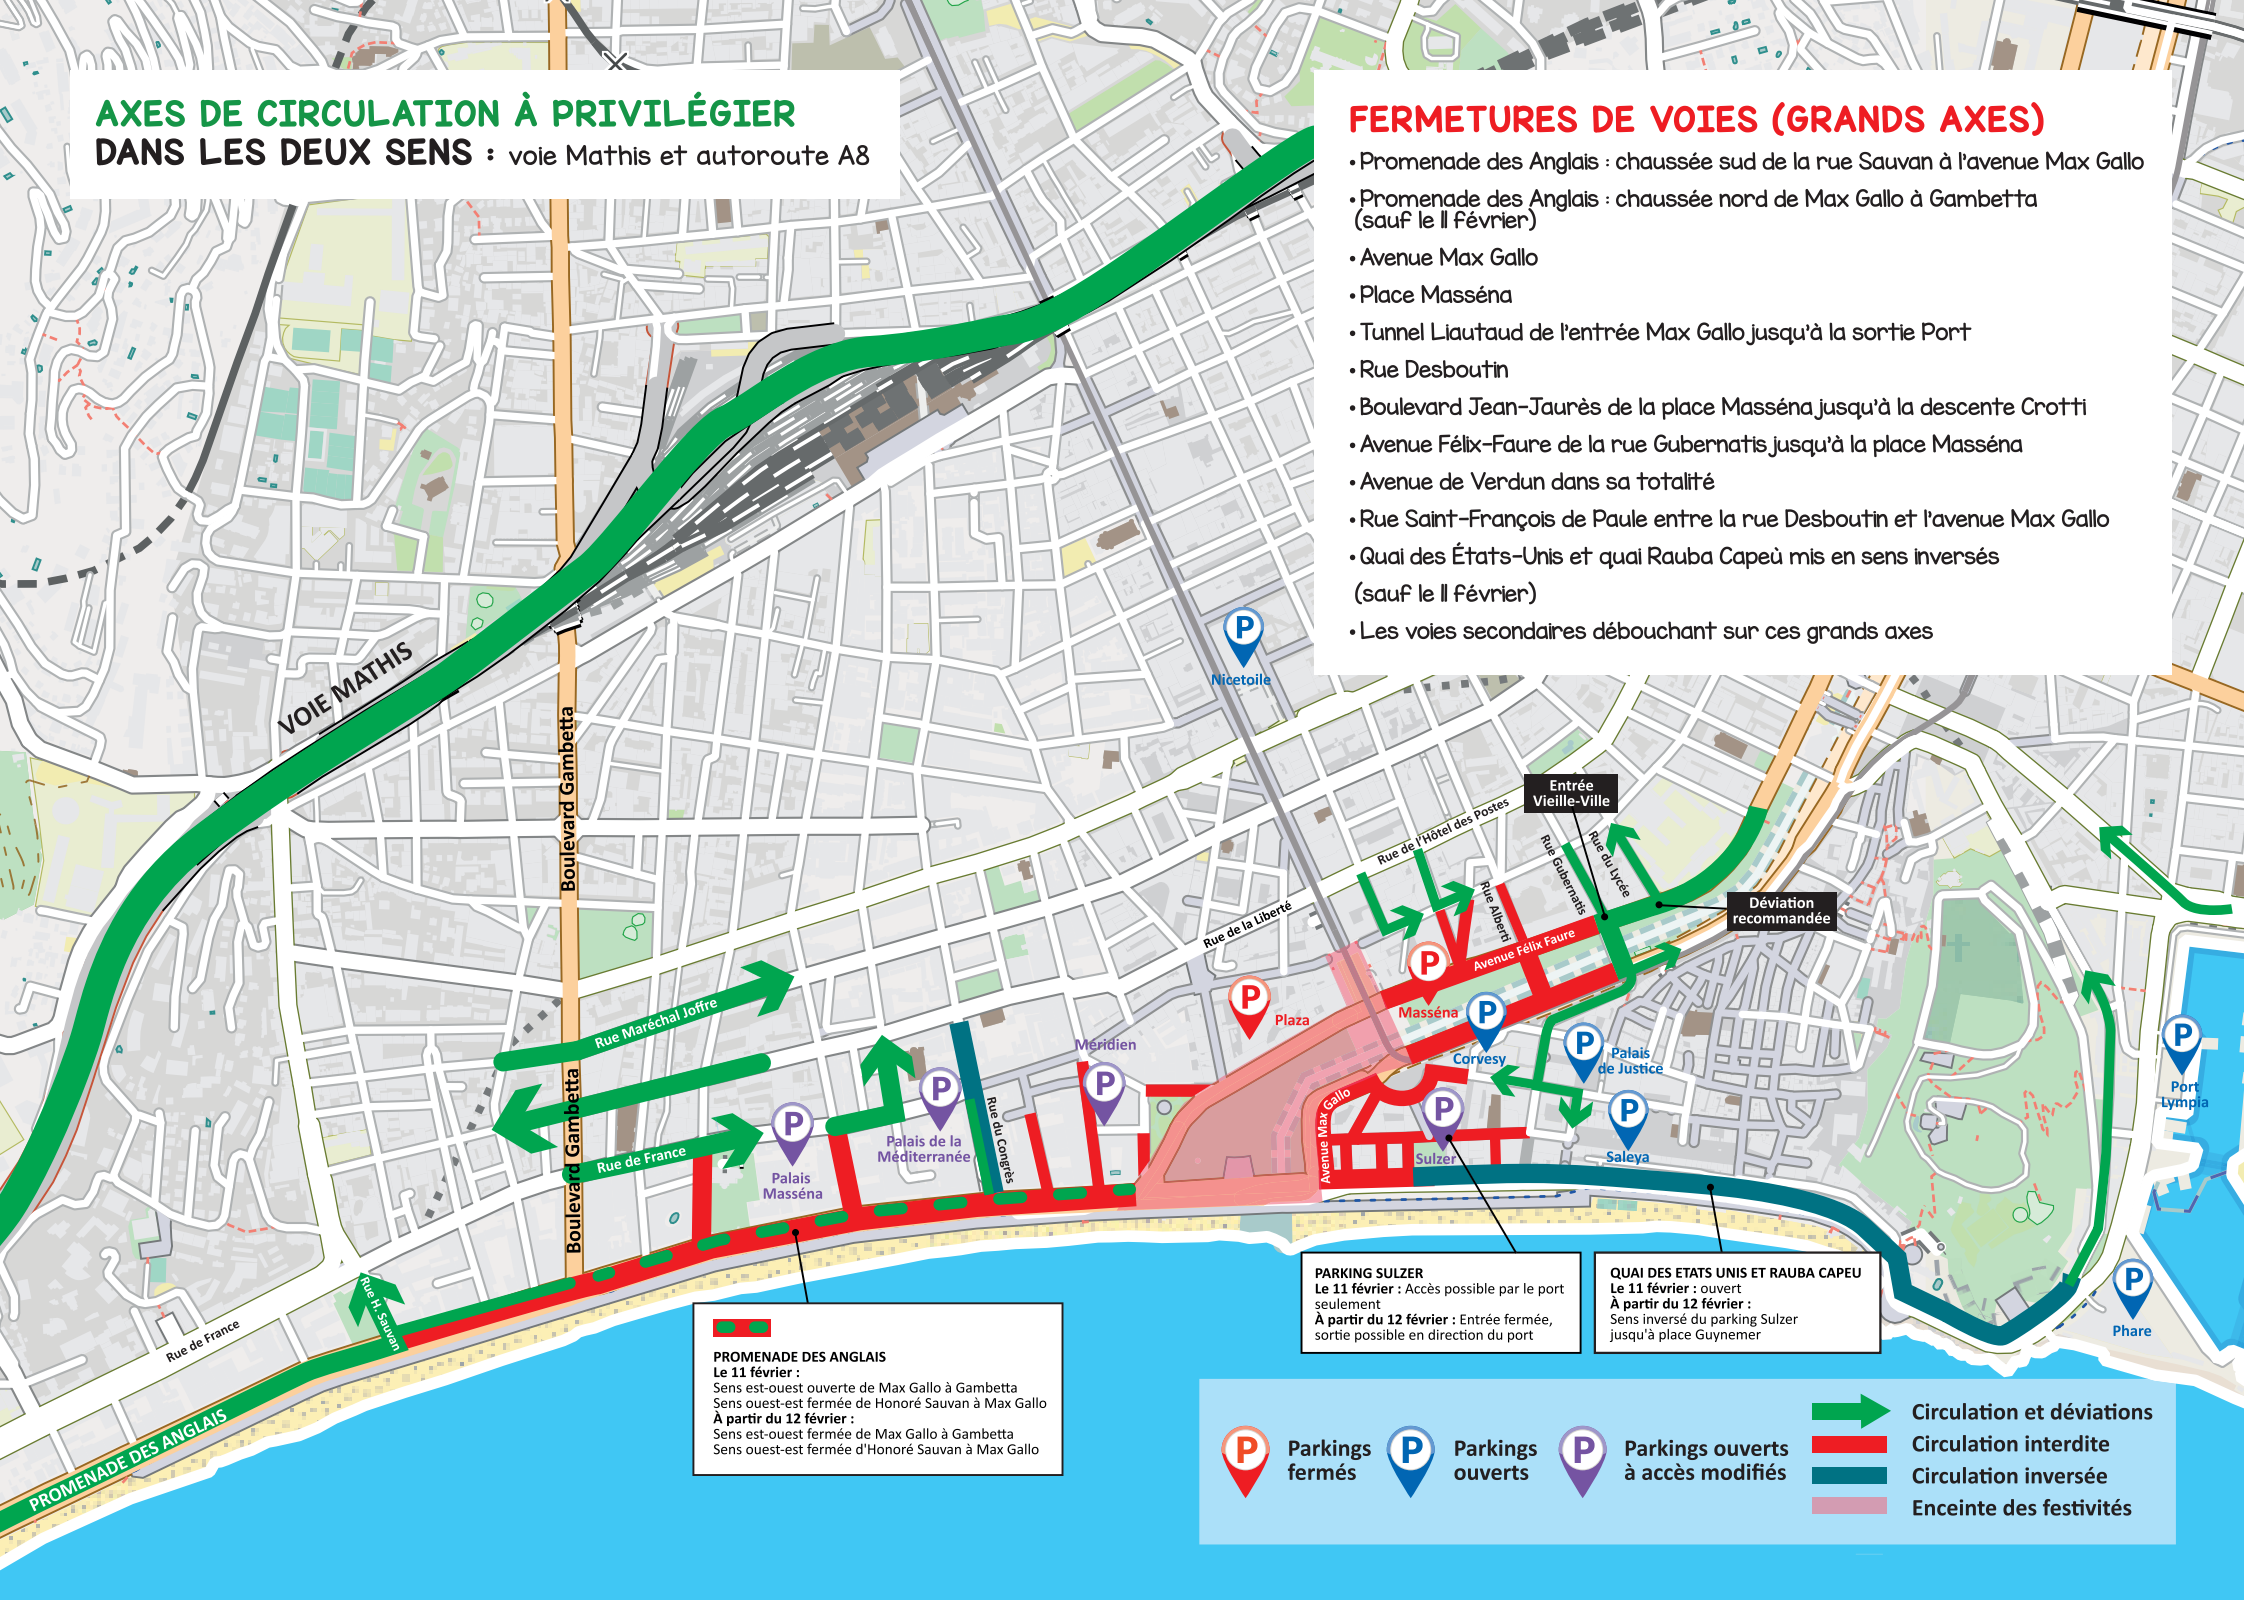 AXES DE CIRCULATION À PRIVILÉGIER
DANS LES DEUX SENS : voie Mathis et autoroute A8
FERMETURES DE VOIES (GRANDS AXES)
• Promenade des Anglais : chaussée sud de la rue Sauvan à l'avenue Max Gallo
• Promenade des Anglais : chaussée nord de Max Gallo à Gambetta
(sauf le 11 février)
• Avenue Max Gallo
• Place Masséna
• Tunnel Liautaud de l'entrée Max Gallo jusqu'à la sortie Port
• Rue Desboutin
• Boulevard Jean-Jaurès de la place Masséna jusqu'à la descente Crotti
• Avenue Félix-Faure de la rue Gubernatis jusqu'à la place Masséna
• Avenue de Verdun dans sa totalité
• Rue Saint-François de Paule entre la rue Desboutin et l'avenue Max Gallo
• Quai des États-Unis et quai Rauba Capeù mis en sens inversés
(sauf le 11 février)
• Les voies secondaires débouchant sur ces grands axes
VOIE MATHIS
Boulevard Gambetta
P
Nicetoile
Entrée
Vieille-Ville
Rue de l'Hôtel des Postes
Rue Gubernatis
Rue du Lycée
Rue Alberti
Déviation
recommandée
Rue de la Liberté
Avenue Félix Faure
P
Masséna
P
Plaza
P
Corvesy
P
Palais
de Justice
P
Port
Lympia
Rue Maréchal Joffre
Méridien
P
P
Palais de la
Méditerranée
Rue du Congrès
P
Palais
Masséna
Boulevard Gambetta
Rue de France
Avenue Max Gallo
P
Sulzer
P
Saleya
P
Phare
Rue H. Sauvan
Rue de France
PROMENADE DES ANGLAIS
PROMENADE DES ANGLAIS
Le 11 février :
Sens est-ouest ouverte de Max Gallo à Gambetta
Sens ouest-est fermée de Honoré Sauvan à Max Gallo
À partir du 12 février :
Sens est-ouest fermée de Max Gallo à Gambetta
Sens ouest-est fermée d'Honoré Sauvan à Max Gallo
PARKING SULZER
Le 11 février : Accès possible par le port
seulement
À partir du 12 février : Entrée fermée,
sortie possible en direction du port
QUAI DES ETATS UNIS ET RAUBA CAPEU
Le 11 février : ouvert
À partir du 12 février :
Sens inversé du parking Sulzer
jusqu'à place Guynemer
P
Parkings
fermés
P
Parkings
ouverts
P
Parkings ouverts
à accès modifiés
Circulation et déviations
Circulation interdite
Circulation inversée
Enceinte des festivités